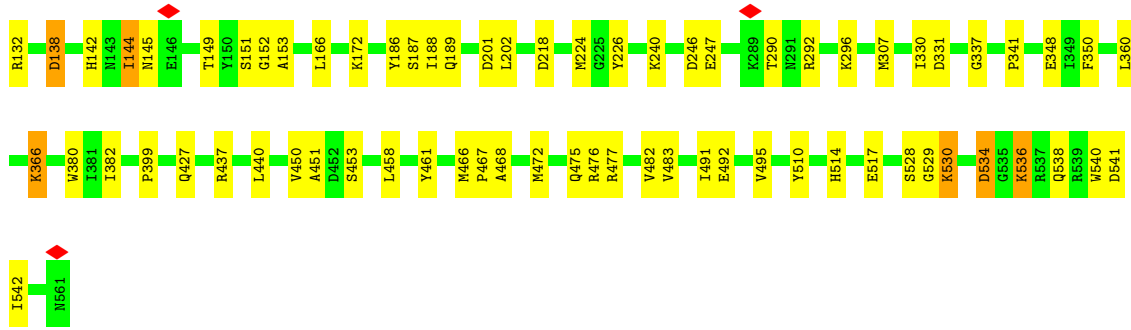 R132 D138 H142 N143 I144 N145 E146 T149 Y150 S151 G152 A153 L166 K172 Y186 S187 I188 Q189 D201 L202 D218 M224 G225 Y226 K240 D246 E247 K289 T290 N291 R292 K296 M307 I330 D331 G337 P341 E348 I349 F350 L360
K366 W380 I381 I382 P399 Q427 R437 L440 V450 A451 D452 S453 L458 Y461 M466 P467 A468 M472 Q475 R476 R477 V482 V483 I491 E492 V495 Y510 H514 E517 S528 G529 K530 D534 G535 K536 R537 Q538 R539 W540 D541
I542 N561